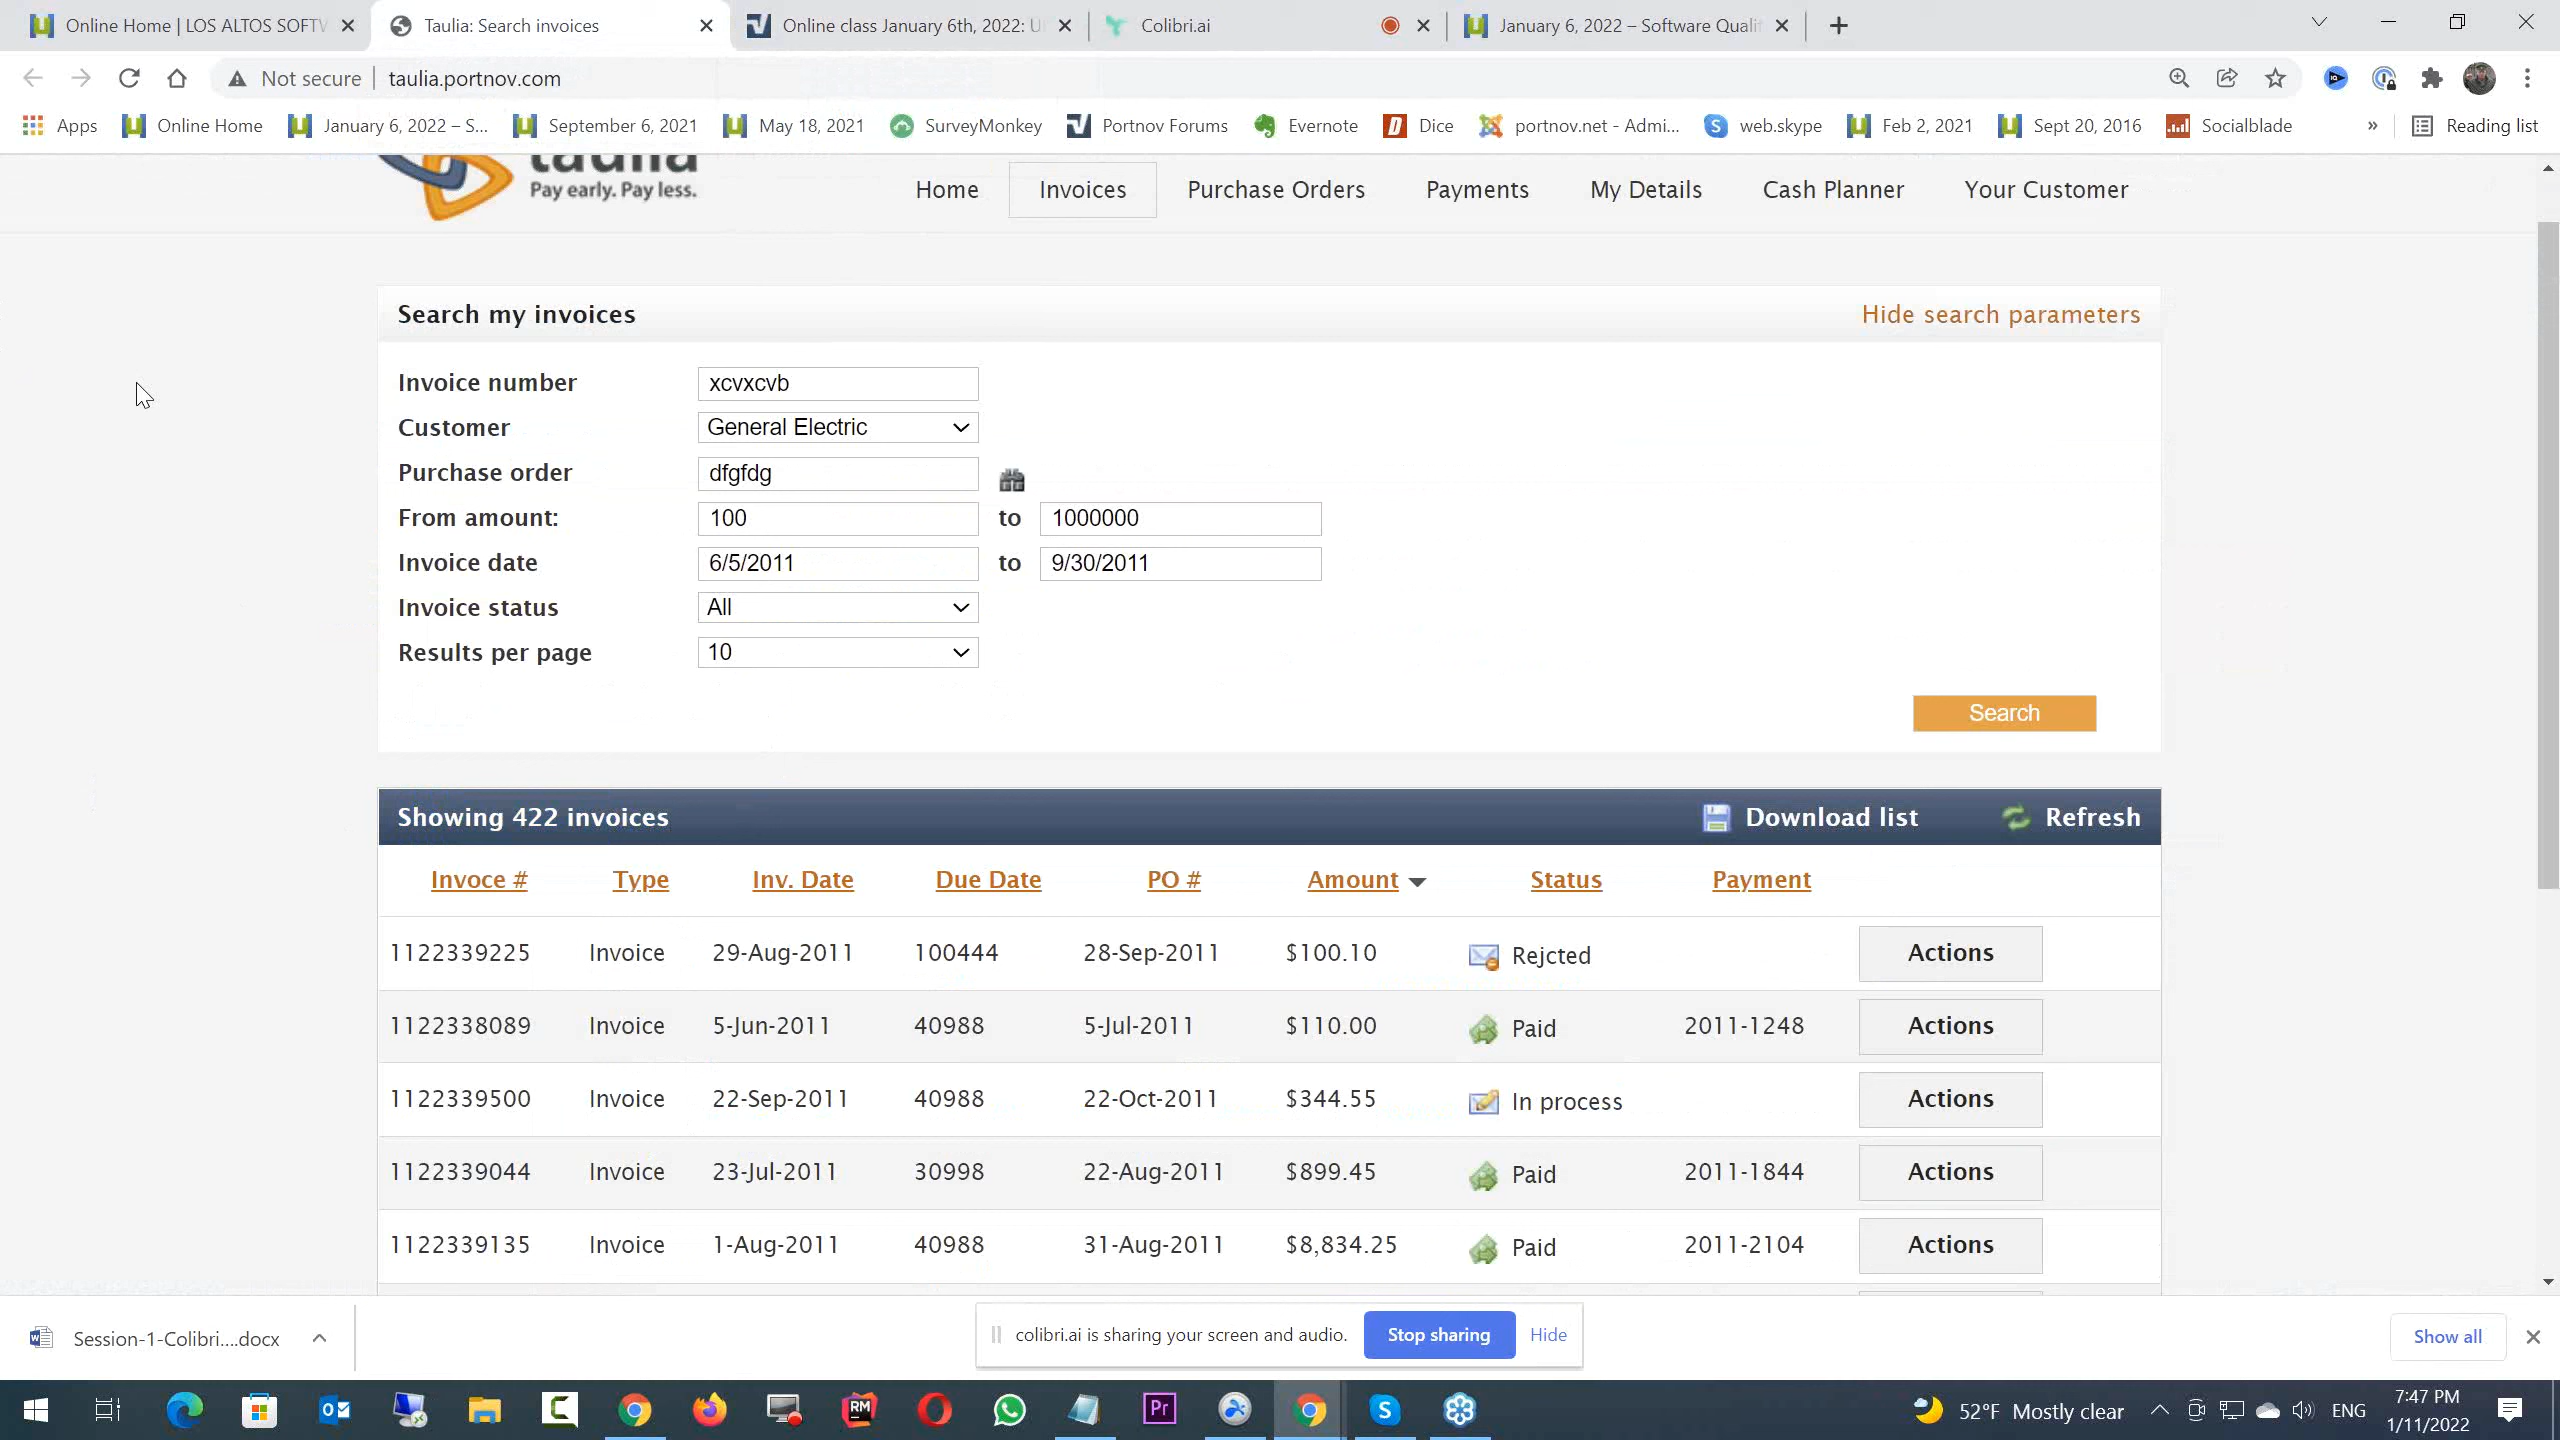 Online Home | LOS ALTOS SOFTW
Taulia: Search invoices
Online class January 6th, 2022: U
Colibri.ai
January 6, 2022 – Software Quali
Not secure
taulia.portnov.com
Apps
Online Home
January 6, 2022 – S...
September 6, 2021
May 18, 2021
SurveyMonkey
Portnov Forums
Evernote
Dice
portnov.net - Admi...
web.skype
Feb 2, 2021
Sept 20, 2016
Socialblade
»
Reading list
taulia
Pay early. Pay less.
Home
Invoices
Purchase Orders
Payments
My Details
Cash Planner
Your Customer
Search my invoices
Hide search parameters
Invoice number xcvxcvb
Customer General Electric
Purchase order dfgfdg
From amount: 100 to 1000000
Invoice date 6/5/2011 to 9/30/2011
Invoice status All
Results per page 10
Search
Showing 422 invoices Download list Refresh
Invoce # Type Inv. Date Due Date PO # Amount Status Payment
1122339225 Invoice 29-Aug-2011 100444 28-Sep-2011 $100.10 Rejcted Actions
1122338089 Invoice 5-Jun-2011 40988 5-Jul-2011 $110.00 Paid 2011-1248 Actions
1122339500 Invoice 22-Sep-2011 40988 22-Oct-2011 $344.55 In process Actions
1122339044 Invoice 23-Jul-2011 30998 22-Aug-2011 $899.45 Paid 2011-1844 Actions
1122339135 Invoice 1-Aug-2011 40988 31-Aug-2011 $8,834.25 Paid 2011-2104 Actions
Session-1-Colibri....docx
colibri.ai is sharing your screen and audio.
Stop sharing
Hide
Show all
52°F Mostly clear
ENG
7:47 PM
1/11/2022